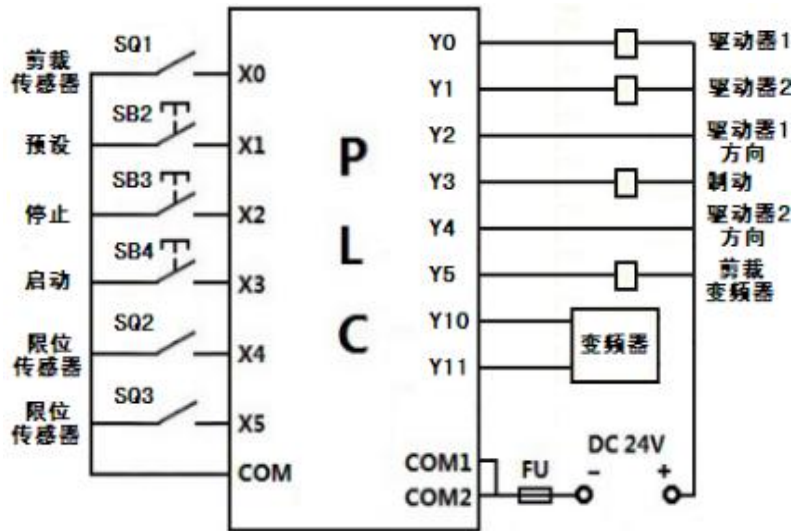 剪裁
传感器
SQ1
X0
预设
SB2
X1
停止
SB3
X2
启动
SB4
X3
限位
传感器
SQ2
X4
限位
传感器
SQ3
X5
COM
P
L
C
Y0
驱动器1
Y1
驱动器2
Y2
驱动器1
方向
Y3
制动
Y4
驱动器2
方向
Y5
剪裁
变频器
Y10
Y11
变频器
COM1
COM2
FU
DC 24V
－
+